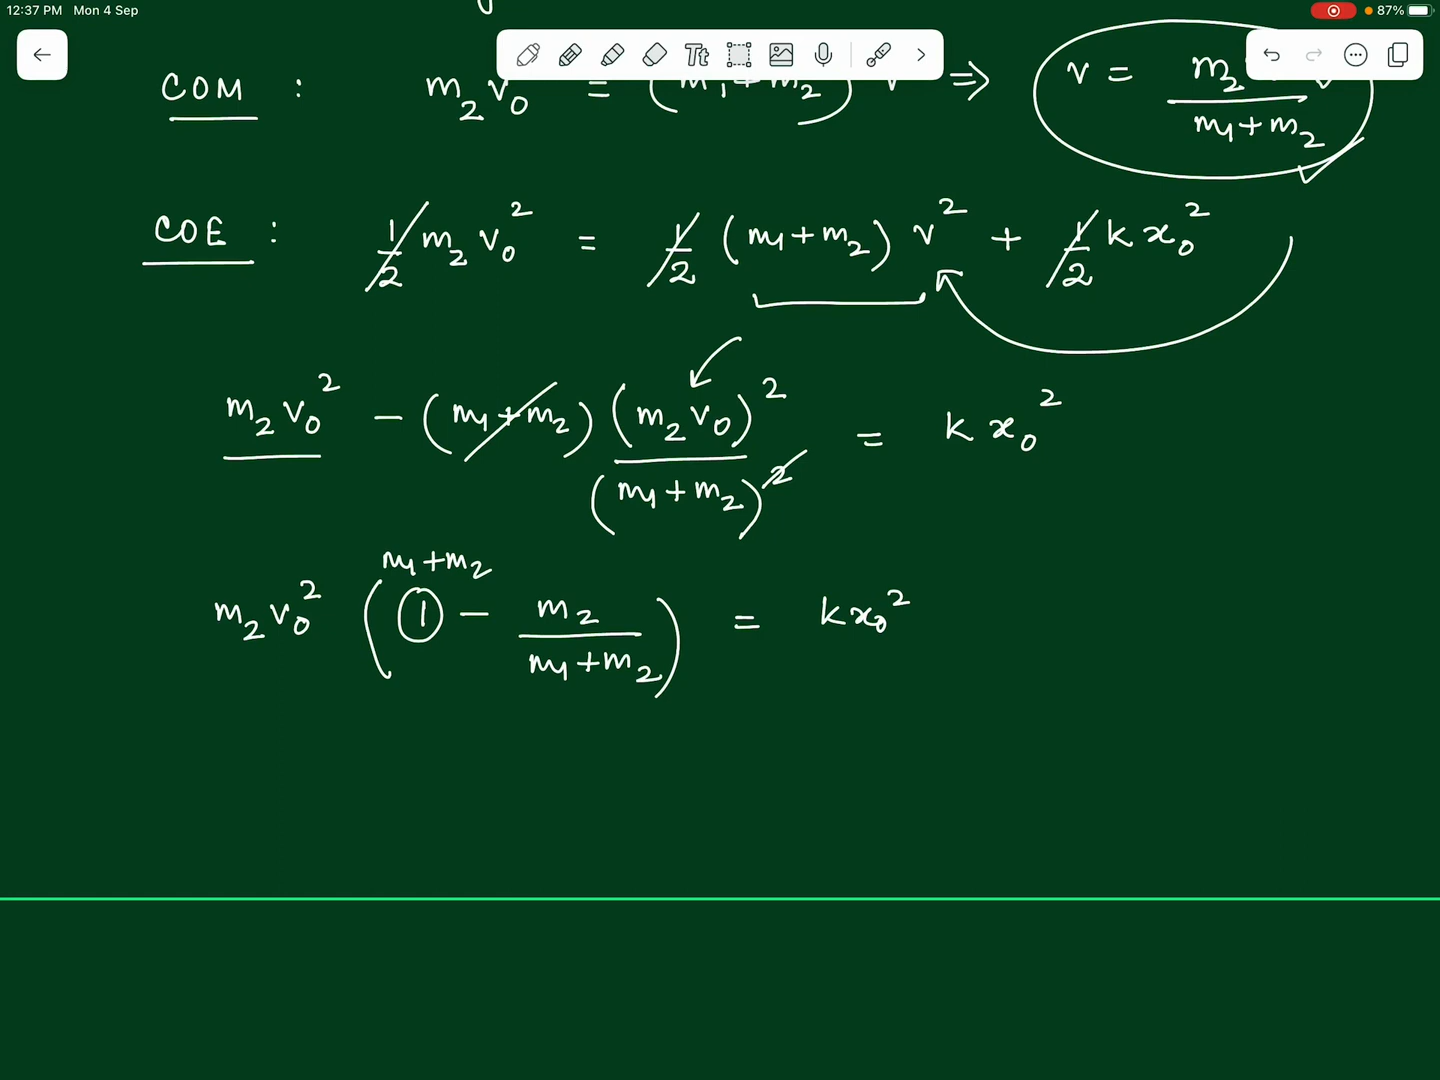 12:37 PM Mon 4 Sep 87%
Tt
COM : m₂v₀ = (m₁+m₂) v ⇒ v = m₂ / m₁+m₂
COE : 1/2 m₂v₀² = 1/2 (m₁+m₂) v² + 1/2 kx₀²
m₂v₀² − (m₁+m₂) (m₂v₀)² / (m₁+m₂)² = kx₀²
m₁+m₂
m₂v₀² (1 − m₂ / m₁+m₂) = kx₀²